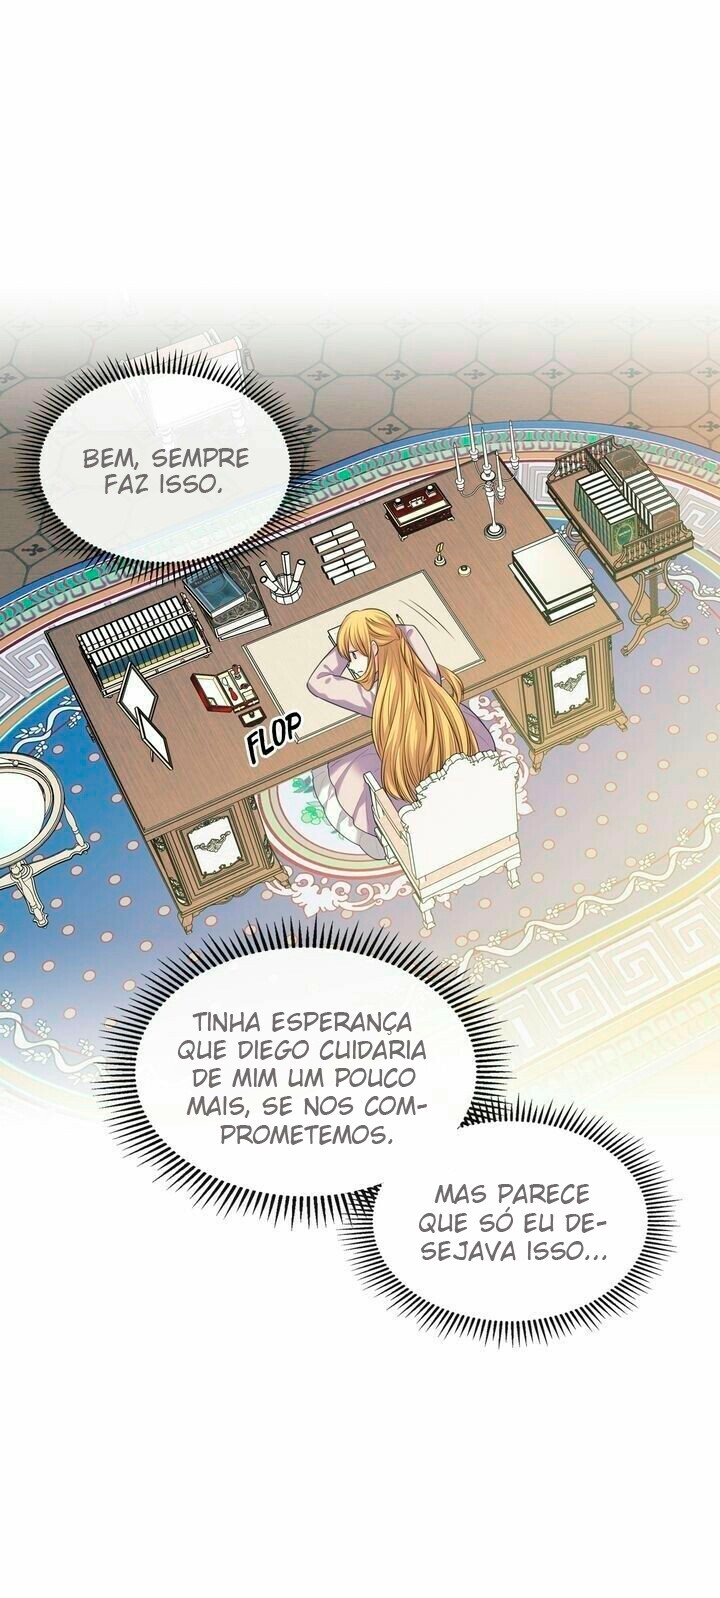 BEM, SEMPRE
FAZ ISSO.
FLOP
TINHA ESPERANÇA
QUE DIEGO CUIDARIA
DE MIM UM POUCO
MAIS, SE NOS COM-
PROMETEMOS.
MAS PARECE
QUE SÓ EU DE-
SEJAVA ISSO...